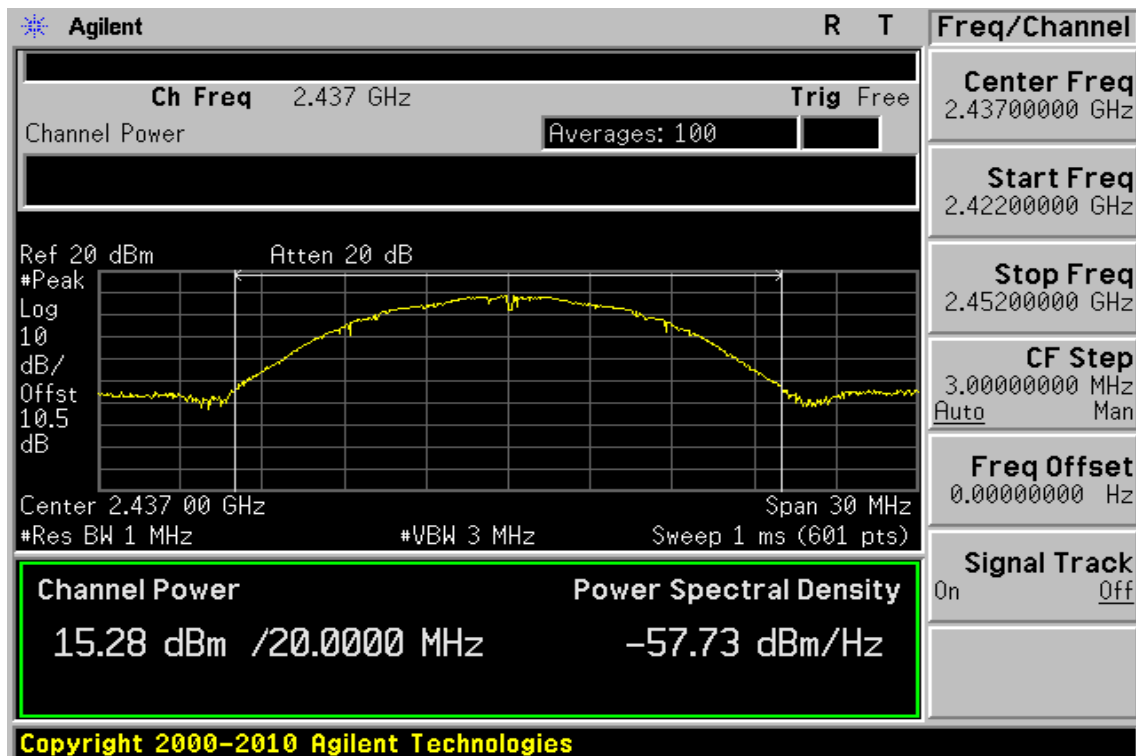 Agilent R T Freq/Channel
Ch Freq 2.437 GHz Trig Free
Channel Power Averages: 100
Center Freq
2.43700000 GHz
Start Freq
2.42200000 GHz
Stop Freq
2.45200000 GHz
CF Step
3.00000000 MHz
Auto Man
Freq Offset
0.00000000 Hz
Signal Track
On Off
Ref 20 dBm Atten 20 dB
#Peak
Log
10
dB/
Offst
10.5
dB
Center 2.437 00 GHz Span 30 MHz
#Res BW 1 MHz #VBW 3 MHz Sweep 1 ms (601 pts)
Channel Power Power Spectral Density
15.28 dBm /20.0000 MHz -57.73 dBm/Hz
Copyright 2000-2010 Agilent Technologies